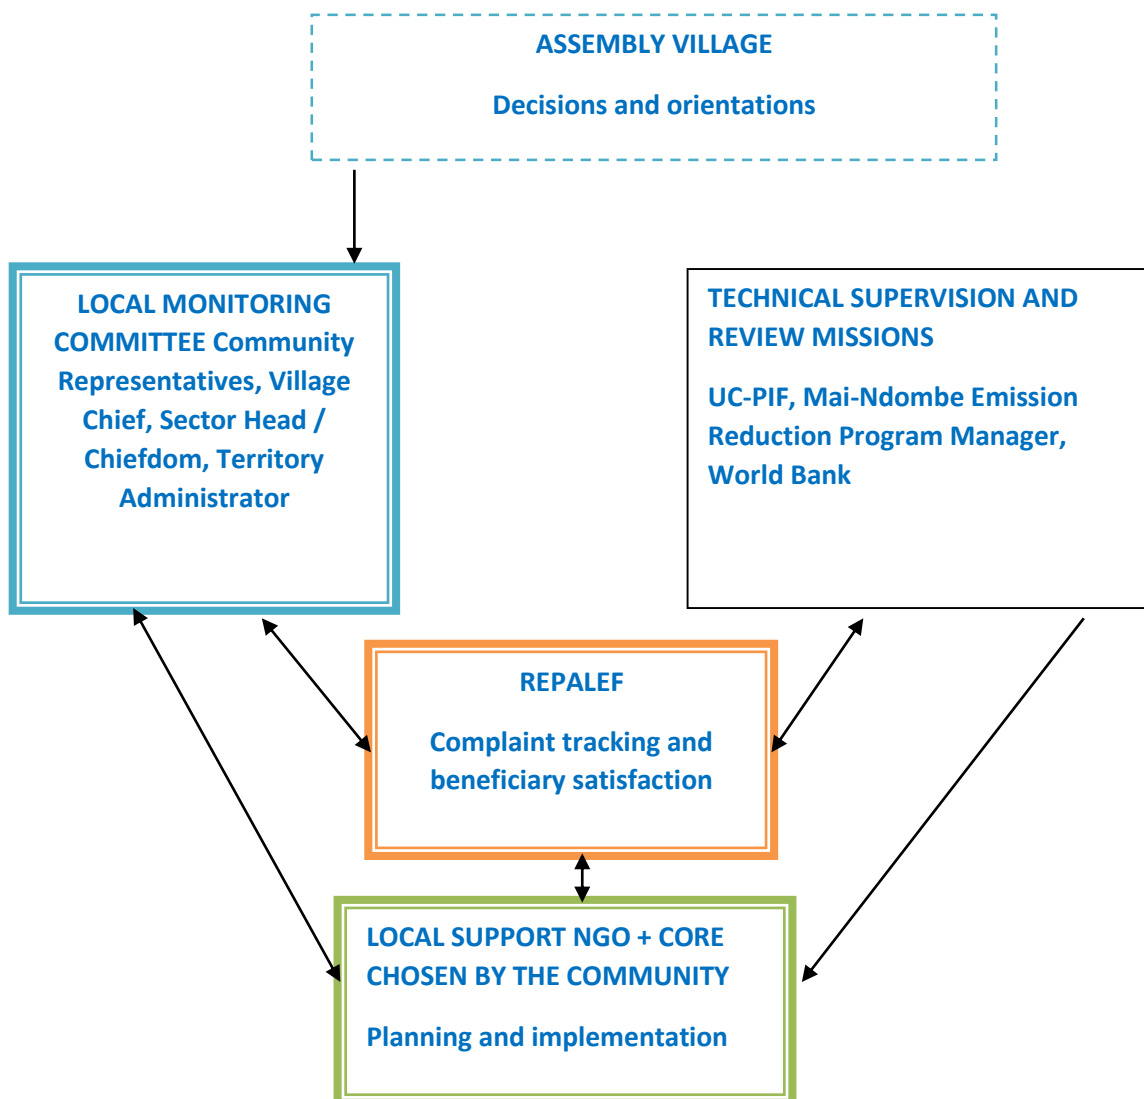 ASSEMBLY VILLAGE
Decisions and orientations
LOCAL MONITORING
COMMITTEE Community
Representatives, Village
Chief, Sector Head /
Chiefdom, Territory
Administrator
TECHNICAL SUPERVISION AND
REVIEW MISSIONS
UC-PIF, Mai-Ndombe Emission
Reduction Program Manager,
World Bank
REPALEF
Complaint tracking and
beneficiary satisfaction
LOCAL SUPPORT NGO + CORE
CHOSEN BY THE COMMUNITY
Planning and implementation